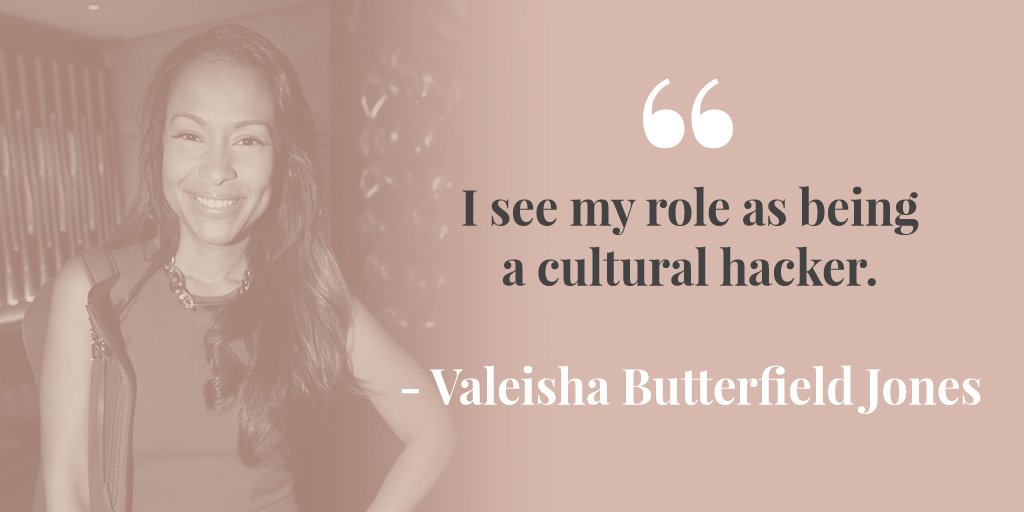 “
I see my role as being
a cultural hacker.
- Valeisha Butterfield Jones